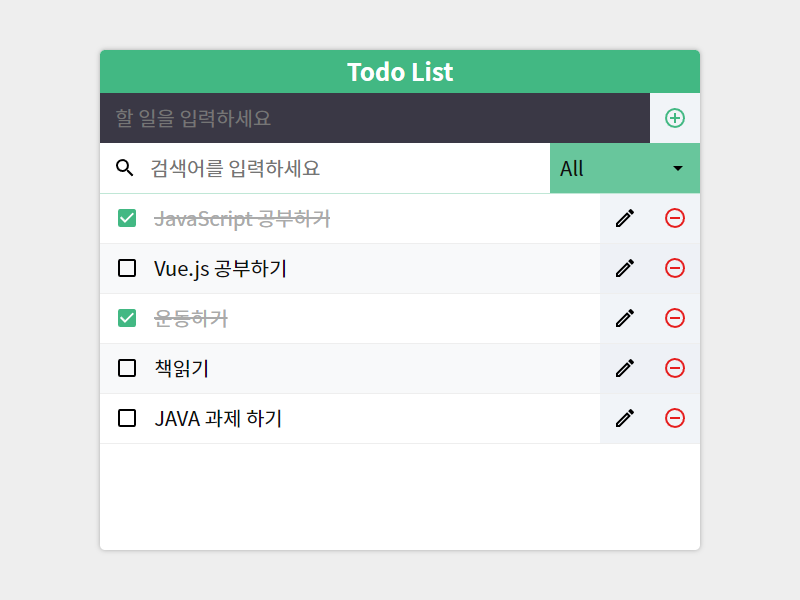 Todo List
할 일을 입력하세요
검색어를 입력하세요 All
JavaScript 공부하기
Vue.js 공부하기
운동하기
책읽기
JAVA 과제 하기